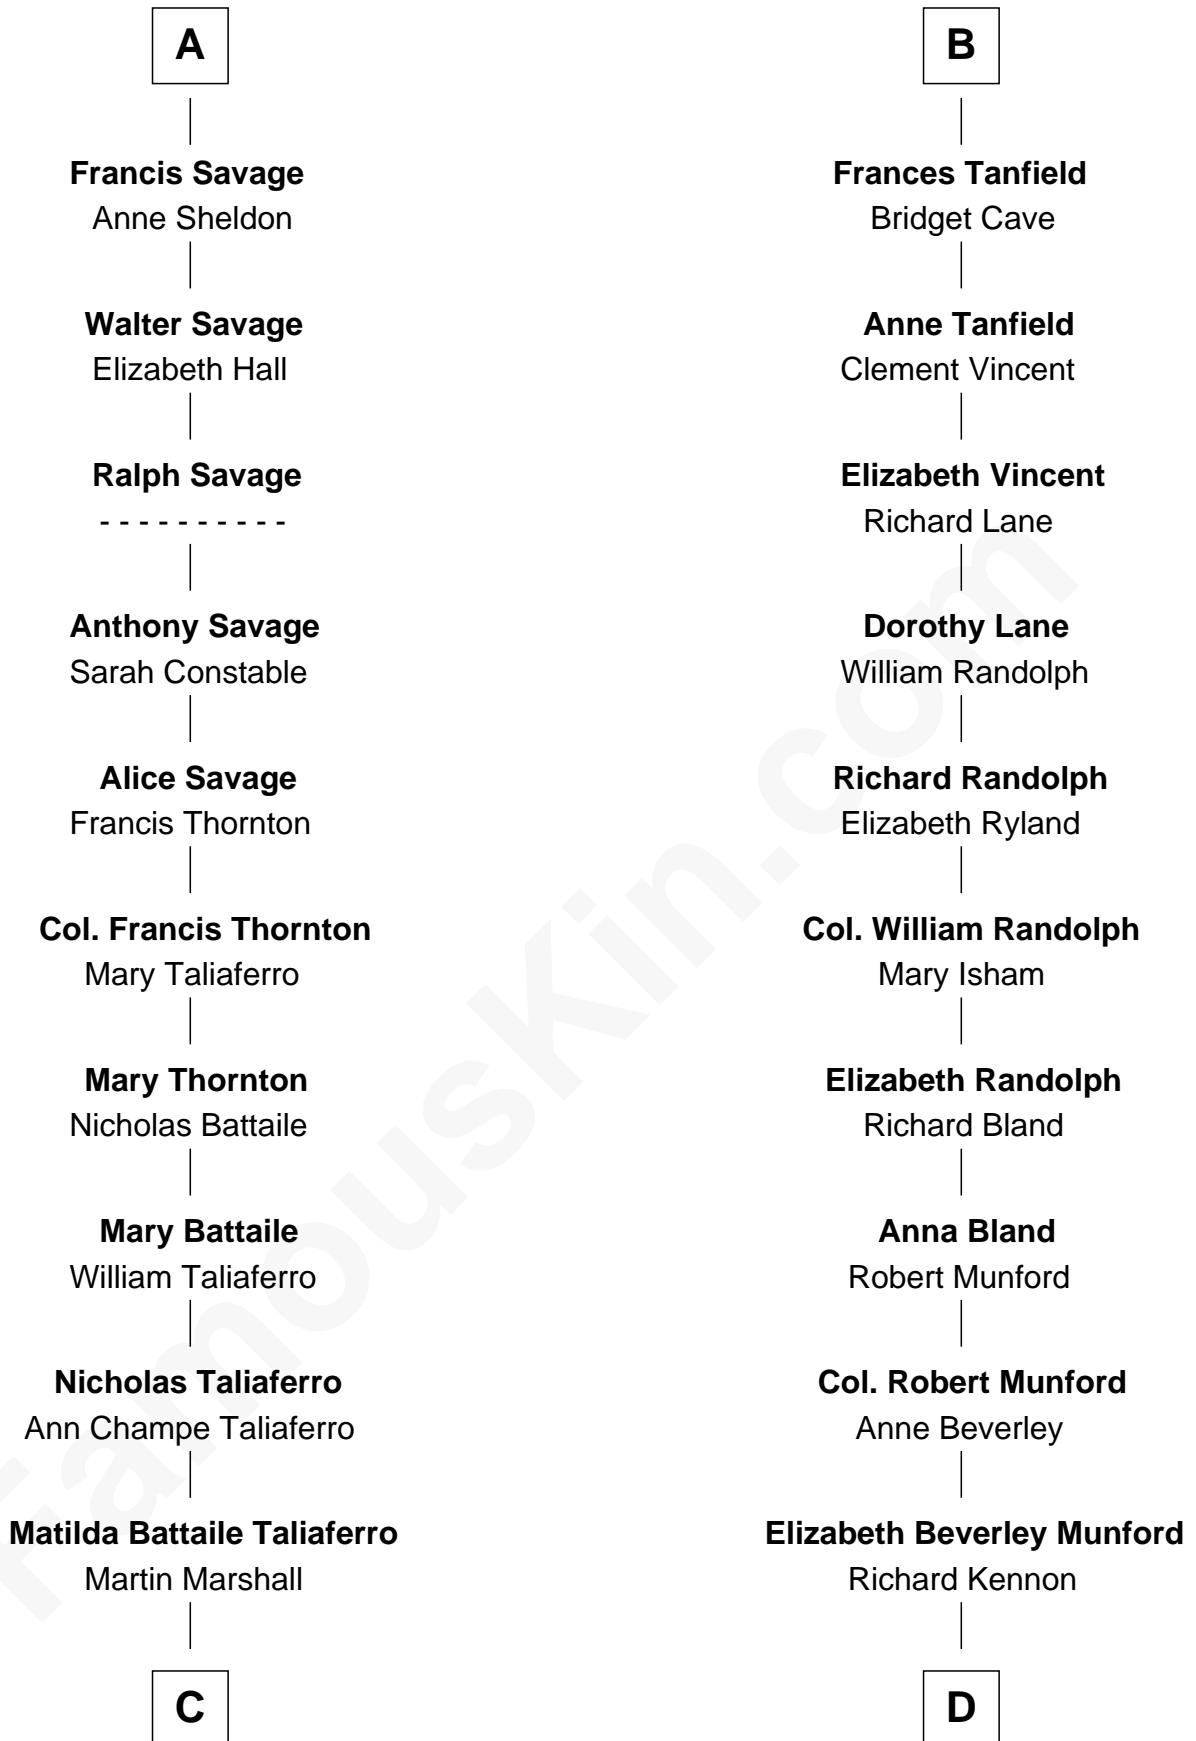 A
Francis Savage
Anne Sheldon
Walter Savage
Elizabeth Hall
Ralph Savage
- - - - - - - - - -
Anthony Savage
Sarah Constable
Alice Savage
Francis Thornton
Col. Francis Thornton
Mary Taliaferro
Mary Thornton
Nicholas Battaile
Mary Battaile
William Taliaferro
Nicholas Taliaferro
Ann Champe Taliaferro
Matilda Battaile Taliaferro
Martin Marshall
C
B
Frances Tanfield
Bridget Cave
Anne Tanfield
Clement Vincent
Elizabeth Vincent
Richard Lane
Dorothy Lane
William Randolph
Richard Randolph
Elizabeth Ryland
Col. William Randolph
Mary Isham
Elizabeth Randolph
Richard Bland
Anna Bland
Robert Munford
Col. Robert Munford
Anne Beverley
Elizabeth Beverley Munford
Richard Kennon
D
FamousKin.com